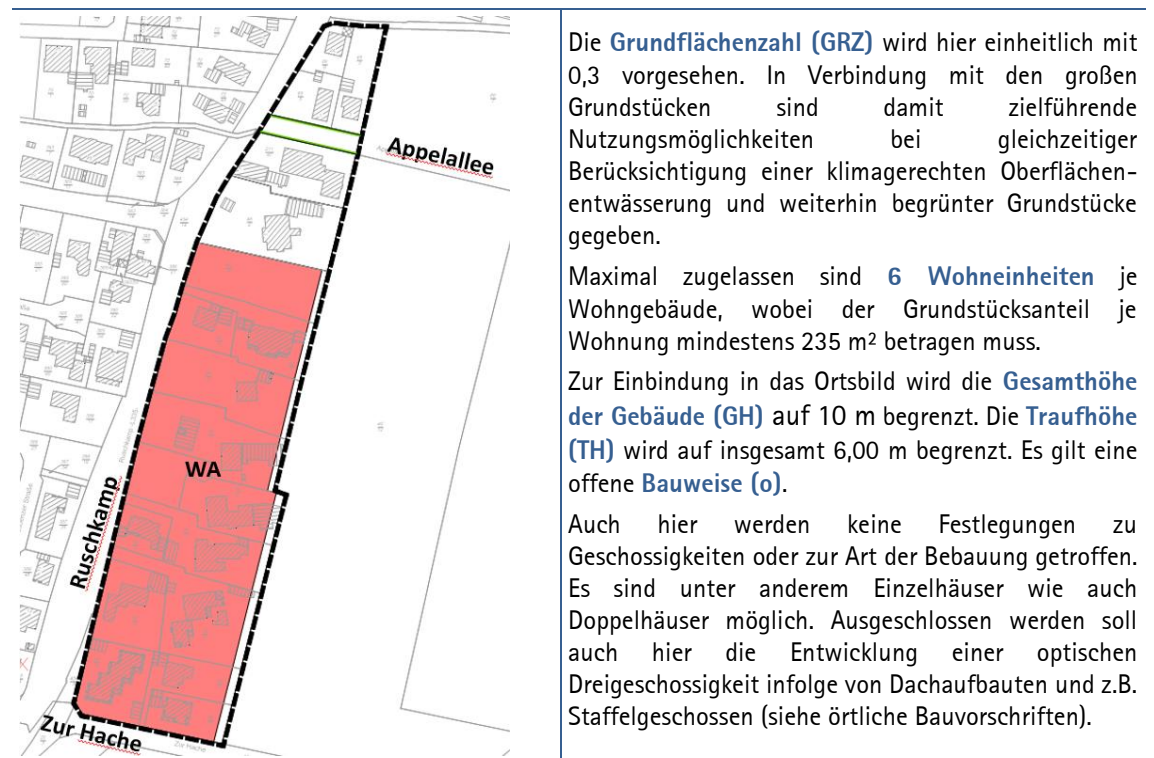 Appelallee
WA
Ruschkamp
Zur Hache
Zur Hache
Die Grundflächenzahl (GRZ) wird hier einheitlich mit
0,3 vorgesehen. In Verbindung mit den großen
Grundstücken sind damit zielführende
Nutzungsmöglichkeiten bei gleichzeitiger
Berücksichtigung einer klimagerechten Oberflächen-
entwässerung und weiterhin begrünter Grundstücke
gegeben.
Maximal zugelassen sind 6 Wohneinheiten je
Wohngebäude, wobei der Grundstücksanteil je
Wohnung mindestens 235 m² betragen muss.
Zur Einbindung in das Ortsbild wird die Gesamthöhe
der Gebäude (GH) auf 10 m begrenzt. Die Traufhöhe
(TH) wird auf insgesamt 6,00 m begrenzt. Es gilt eine
offene Bauweise (o).
Auch hier werden keine Festlegungen zu
Geschossigkeiten oder zur Art der Bebauung getroffen.
Es sind unter anderem Einzelhäuser wie auch
Doppelhäuser möglich. Ausgeschlossen werden soll
auch hier die Entwicklung einer optischen
Dreigeschossigkeit infolge von Dachaufbauten und z.B.
Staffelgeschossen (siehe örtliche Bauvorschriften).